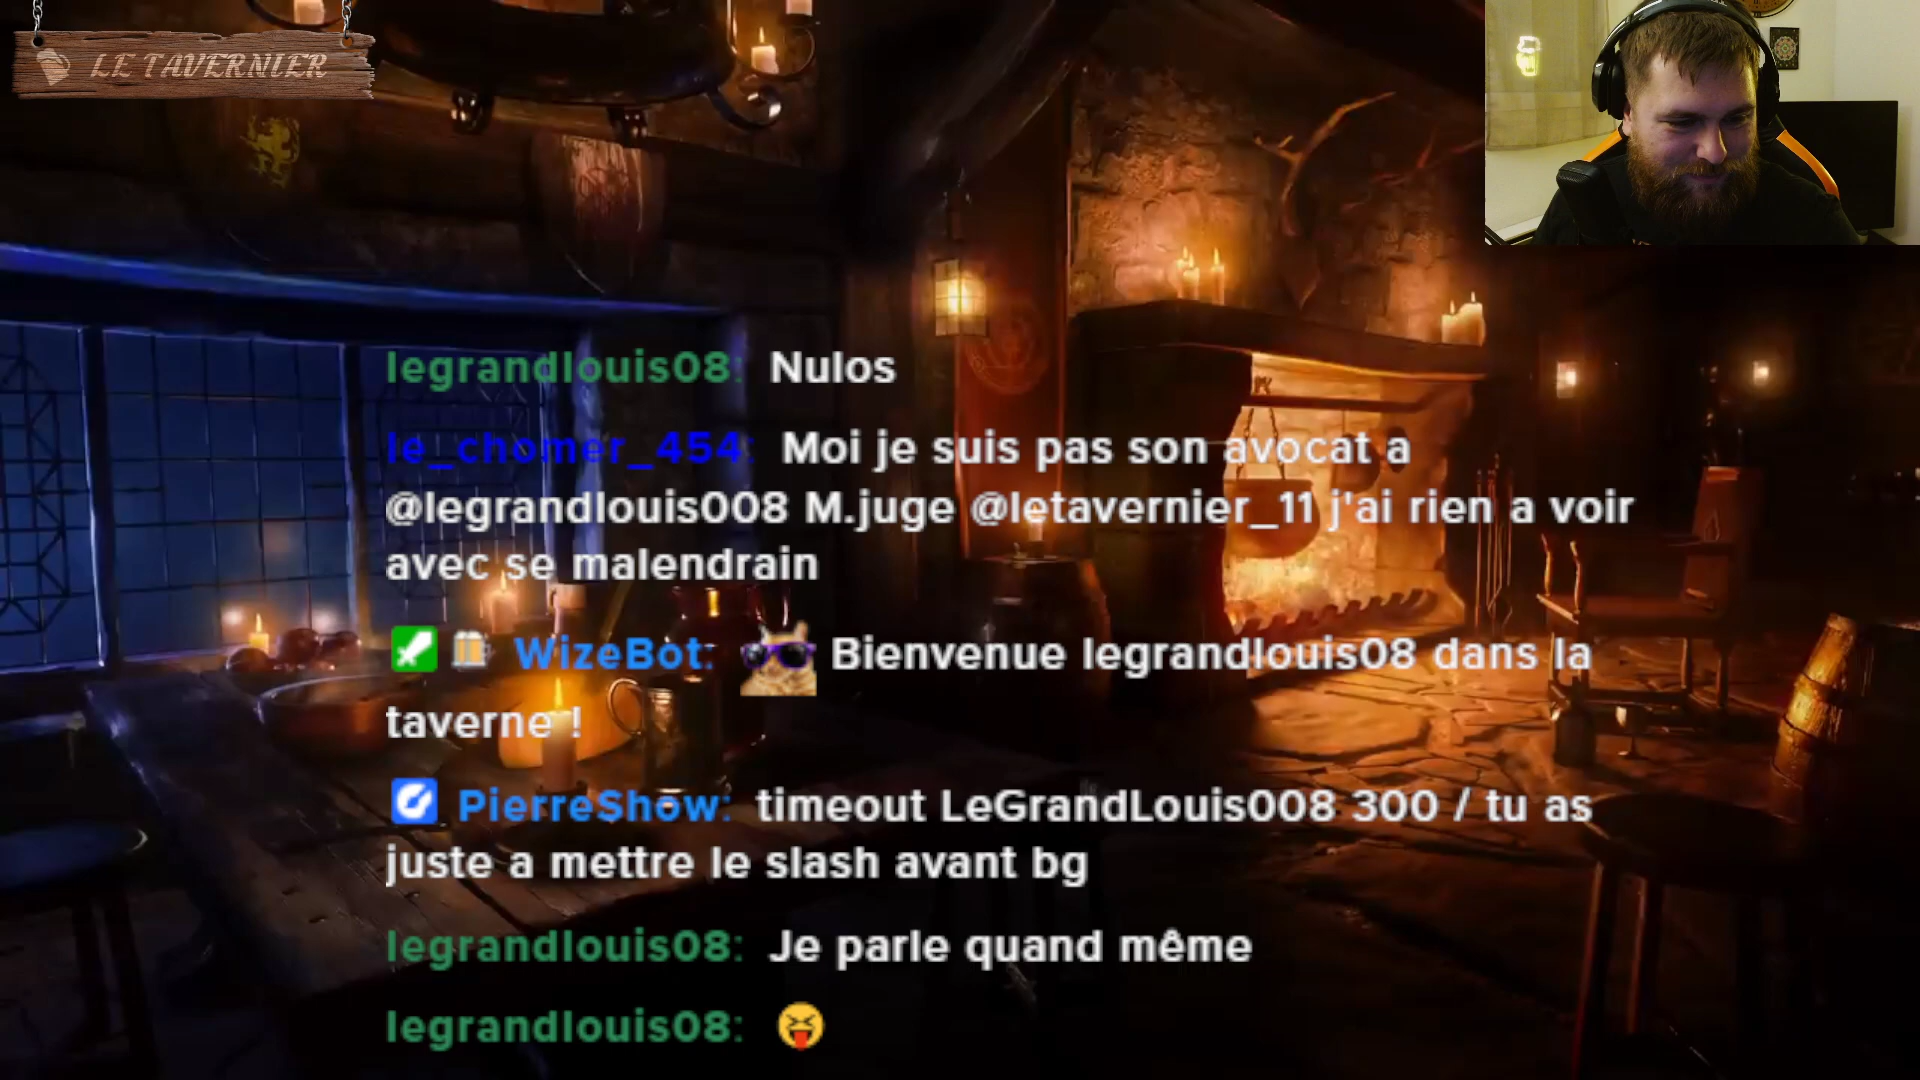 LE TAVERNIER
legrandlouis08: Nulos
le_chomer_454: Moi je suis pas son avocat a
@legrandlouis008 M.juge @letavernier_11 j'ai rien a voir
avec se malendrain
WizeBot: Bienvenue legrandlouis08 dans la
taverne !
PierreShow: timeout LeGrandLouis008 300 / tu as
juste a mettre le slash avant bg
legrandlouis08: Je parle quand même
legrandlouis08: 😝